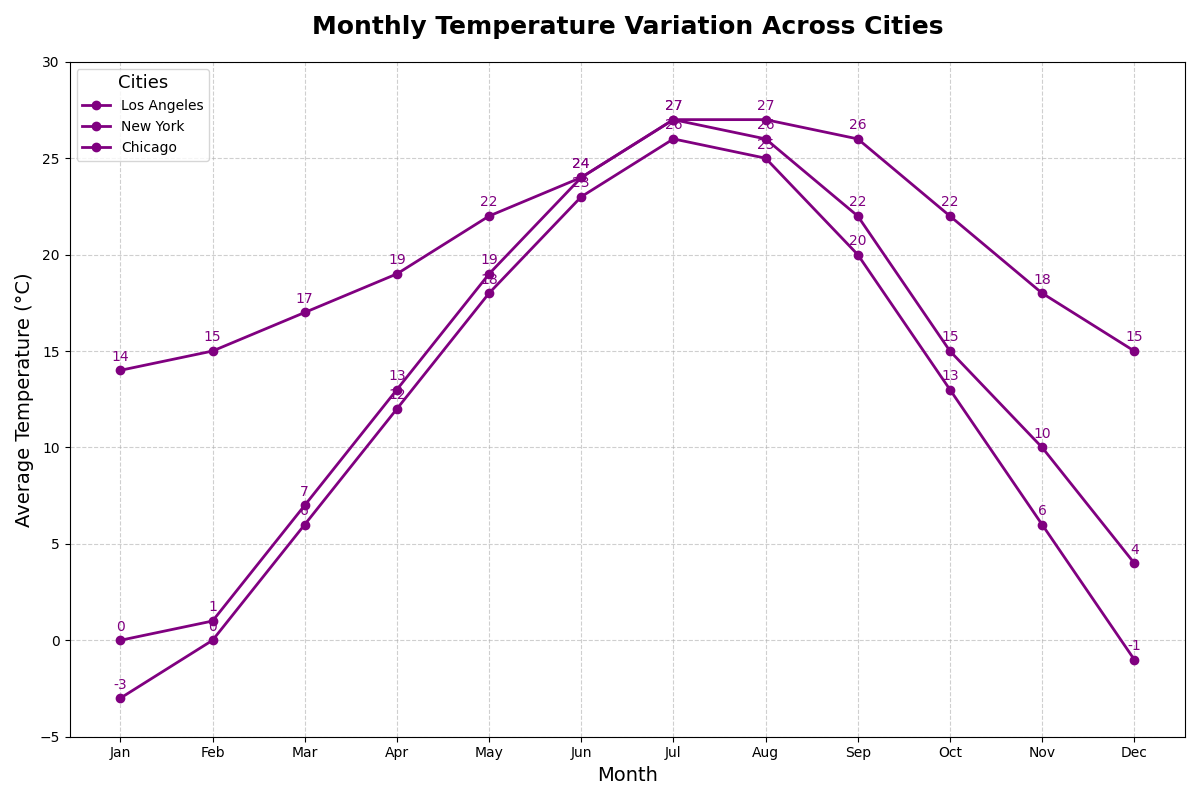 Monthly Temperature Variation Across Cities
Average Temperature (°C)
30
25
20
15
10
5
0
−5
Cities
Los Angeles
New York
Chicago
14
15
17
19
22
24
27
27
26
22
18
15
0
1
7
13
19
24
27
26
22
15
10
4
-3
0
6
12
18
23
26
25
20
13
6
-1
Jan
Feb
Mar
Apr
May
Jun
Jul
Aug
Sep
Oct
Nov
Dec
Month